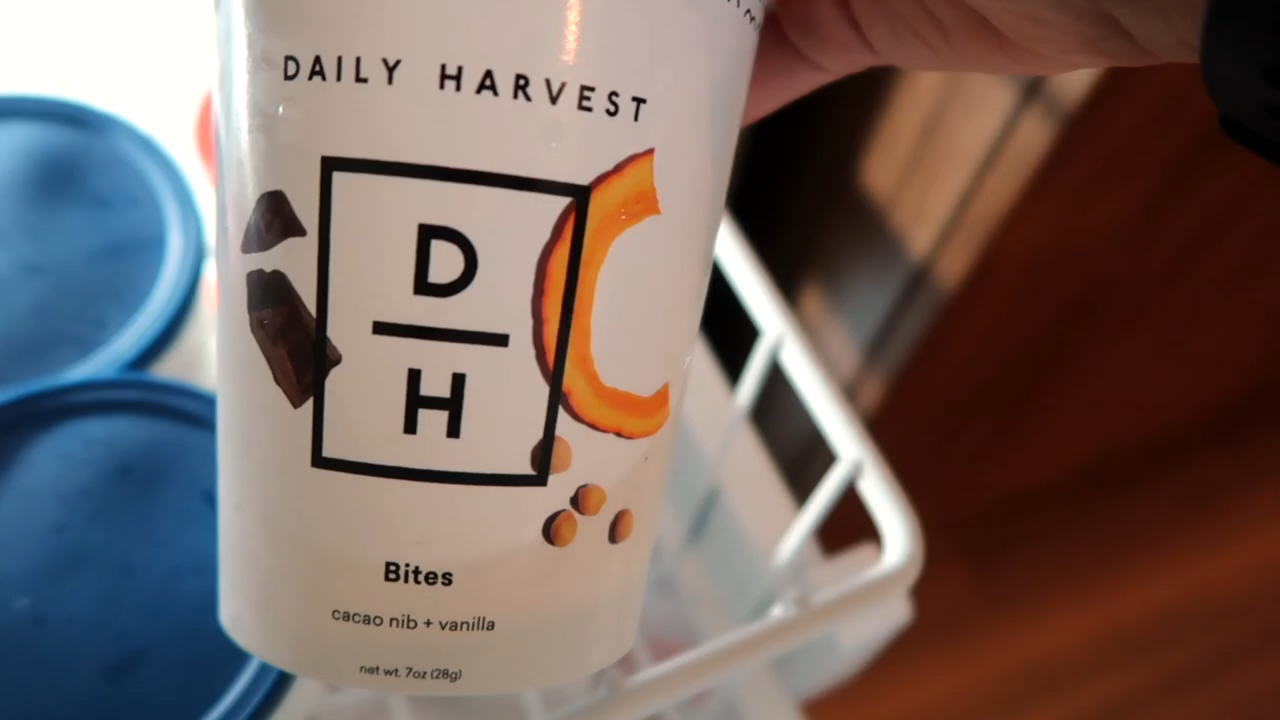 DAILY HARVEST
D
H
Bites
cacao nib + vanilla
net wt. 7oz (28g)